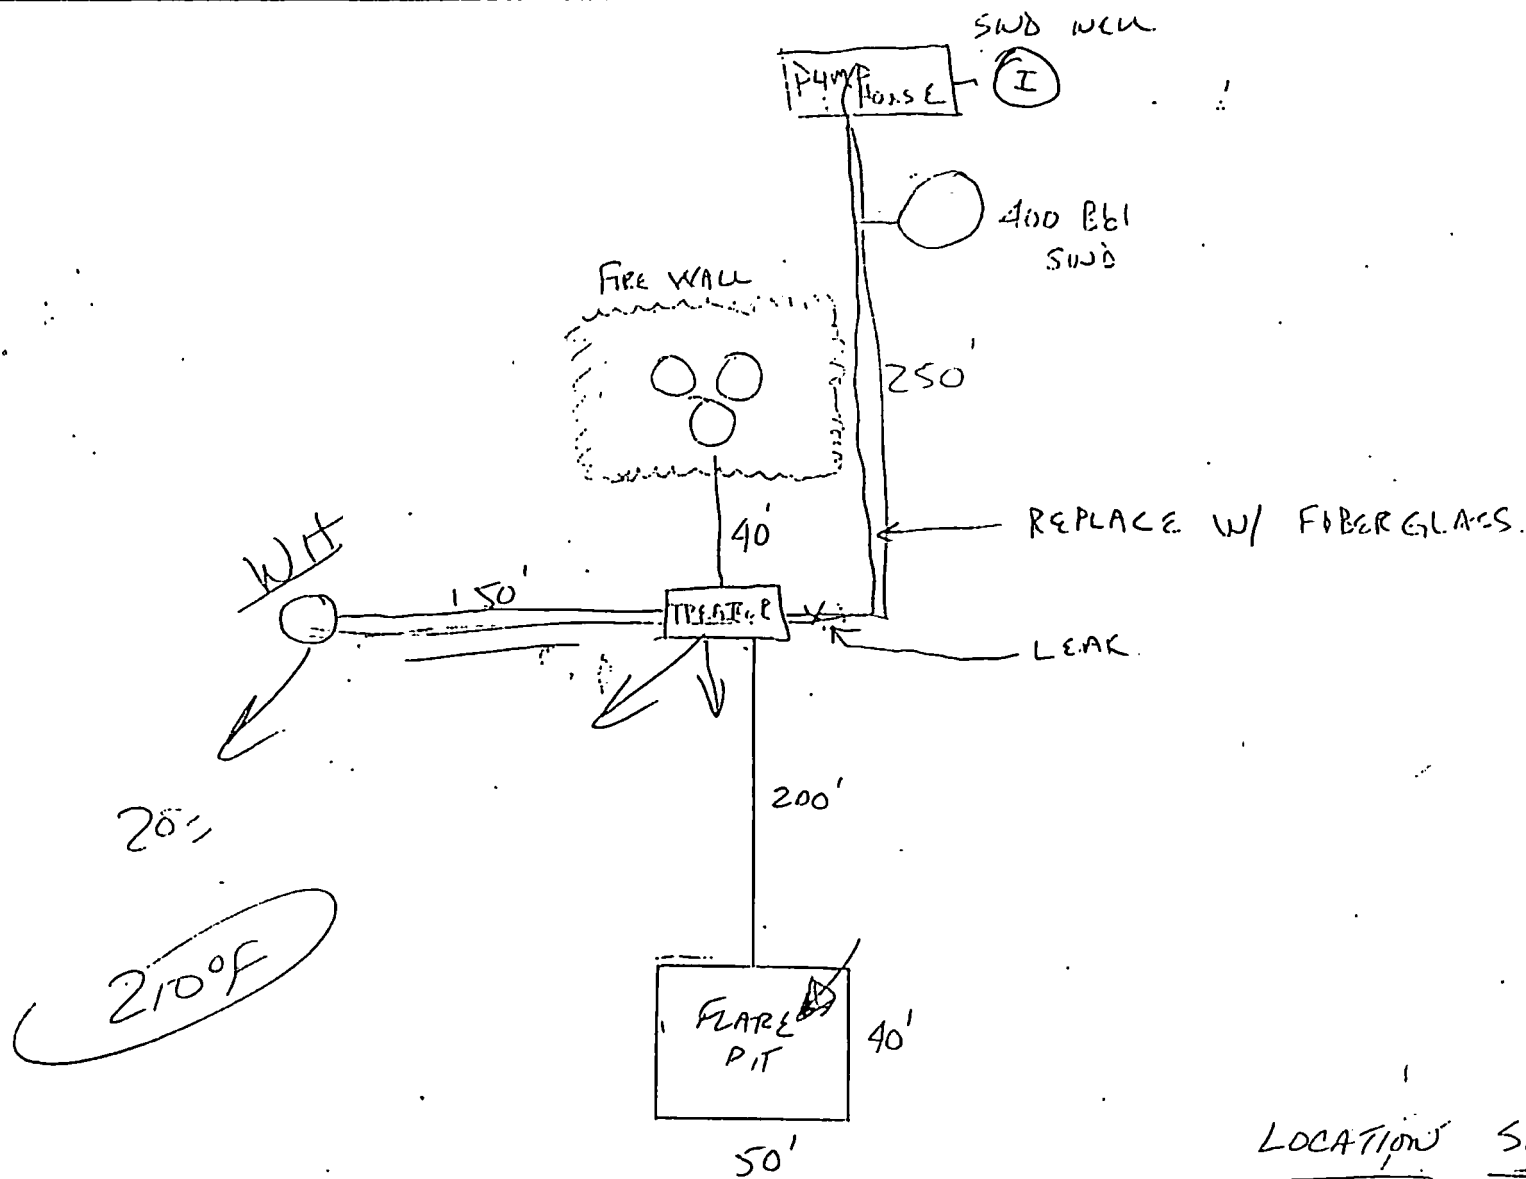 SWD WELL
PUMP HOUSE
I
400 Bbl
SWD
FIRE WALL
250'
40'
REPLACE W/ FIBERGLASS.
WH
150'
TREATER
LEAK
200'
210°F
FLARE
PIT
40'
50'
LOCATION